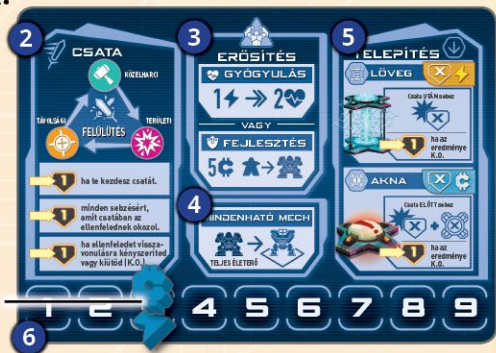 2
CSATA
KÖZELHARCI
TÁVOLSÁGI
TERÜLETI
FELÜLÜTÉS
1 ha te kezdesz csatát.
1 minden sebzésért,
amit csatában az
ellenfelednek okozol.
1 ha ellenfeledet vissza-
vonulásra kényszeríted
vagy kiütöd (K.O.).
3
ERŐSÍTÉS
GYÓGYULÁS
1 2
VAGY
FEJLESZTÉS
5
4
MINDENHATÓ MECH
TELJES ÉLETERŐ
5
TELEPÍTÉS
LÖVEG X
Csata UTÁN sebez
X
1 ha az
eredménye
K.O.
AKNA X
Csata ELŐTT sebez
X +
1 ha az
eredménye
K.O.
1 2 3 4 5 6 7 8 9
6